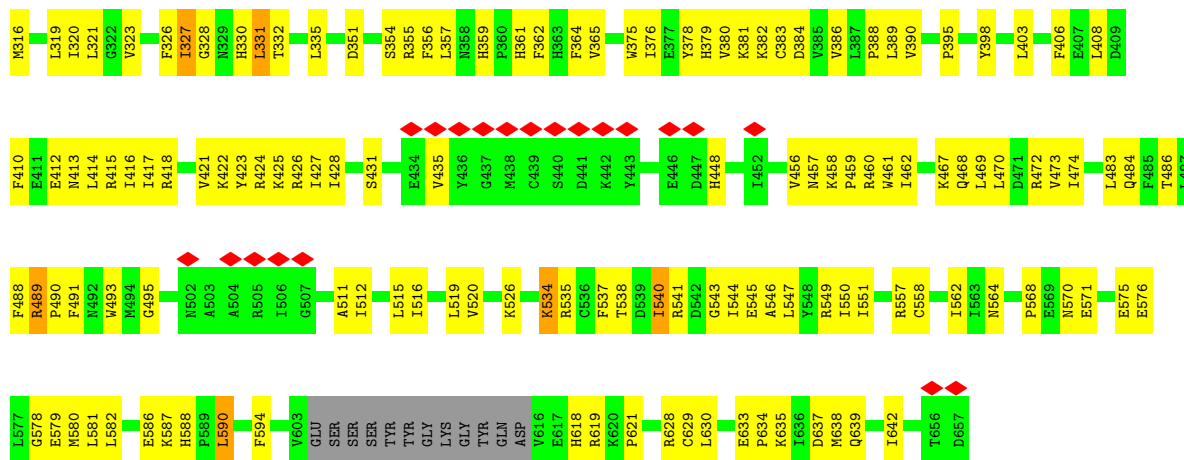 M316 L319 I320 L321 G322 V323 F326 I327 G328 N329 H330 L331 T332 L335 D351 S354 R355 F356 L357 N358 H359 P360 H361 F362 H363 F364 V365 W375 I376 E377 Y378 H379 V380 K381 K382 C383 D384 V385 V386 L387 P388 L389 V390 P395 Y398 L403 F406 E407 L408 D409
F410 E411 E412 N413 L414 R415 I416 I417 R418 V421 K422 Y423 R424 K425 R426 I427 I428 S431 E434 V435 Y436 G437 M438 C439 S440 D441 K442 Y443 E446 D447 H448 I452 V456 N457 K458 P459 R460 W461 I462 K467 Q468 L469 L470 D471 R472 V473 I474 L483 Q484 F485 T486 L487
F488 R489 P490 F491 N492 W493 M494 G495 N502 A503 A504 R505 I506 G507 A511 I512 L515 I516 L519 V520 K526 K534 R535 C536 F537 T538 D539 I540 R541 D542 G543 I544 E545 A546 L547 Y548 R549 I550 I551 R557 C558 I562 I563 N564 P568 E569 N570 E571 E575 E576
L577 G578 E579 M580 L581 L582 E586 K587 H588 P589 L590 F594 V603 GLU SER SER SER TYR TYR GLY LYS GLY TYR GLN ASP V616 E617 H618 R619 K620 P621 R628 C629 L630 E633 P634 K635 I636 D637 M638 Q639 I642 T656 D657